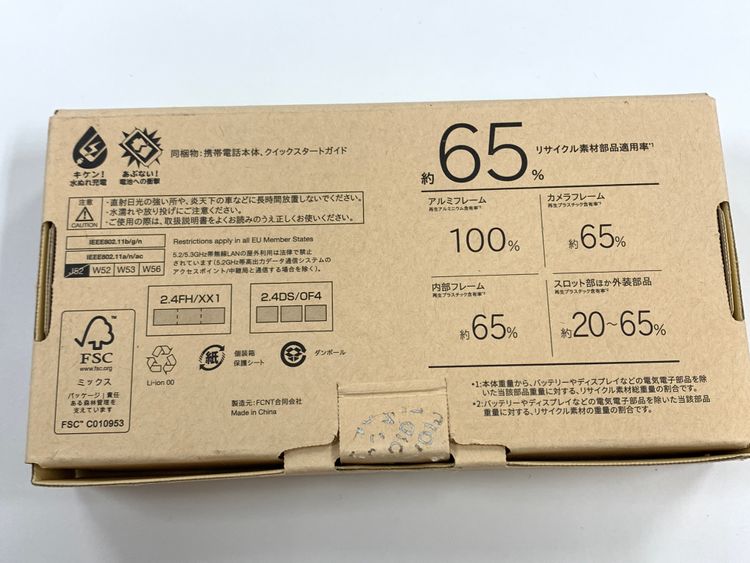 キケン!
水ぬれ充電
あぶない!
電池への衝撃
同梱物:携帯電話本体、クイックスタートガイド
注意
CAUTION
・直射日光の強い所や、炎天下の車などに長時間放置しないでください。
・水濡れや放り投げにご注意ください。
・ご使用の際は、取扱説明書をよくお読みのうえ正しくお使いください。
IEEE802.11b/g/n
IEEE802.11a/n/ac
J52 W52 W53 W56
Restrictions apply in all EU Member States
5.2/5.3GHz帯無線LANの屋外利用は法律で禁止
されています(5.2GHz帯高出力データ通信システムの
アクセスポイント/中継局と通信する場合を除く)。
2.4FH/XX1
2.4DS/OF4
FSC
www.fsc.org
ミックス
パッケージ|責任
ある森林管理を
支えています
FSC™ C010953
Li-ion 00
紙
個装箱
保護シート
ダンボール
製造元:FCNT合同会社
Made in China
約65% リサイクル素材部品適用率*1
アルミフレーム
再生アルミニウム含有率*2
100%
カメラフレーム
再生プラスチック含有率*2
約65%
内部フレーム
再生プラスチック含有率*2
約65%
スロット部ほか外装部品
再生プラスチック含有率*2
約20~65%
*1:本体重量から、バッテリーやディスプレイなどの電気電子部品を除
いた当該部品重量に対する、リサイクル素材部品総重量の割合です。
*2:バッテリーやディスプレイなどの電気電子部品を除いた当該部品
重量に対する、リサイクル素材の重量の割合です。